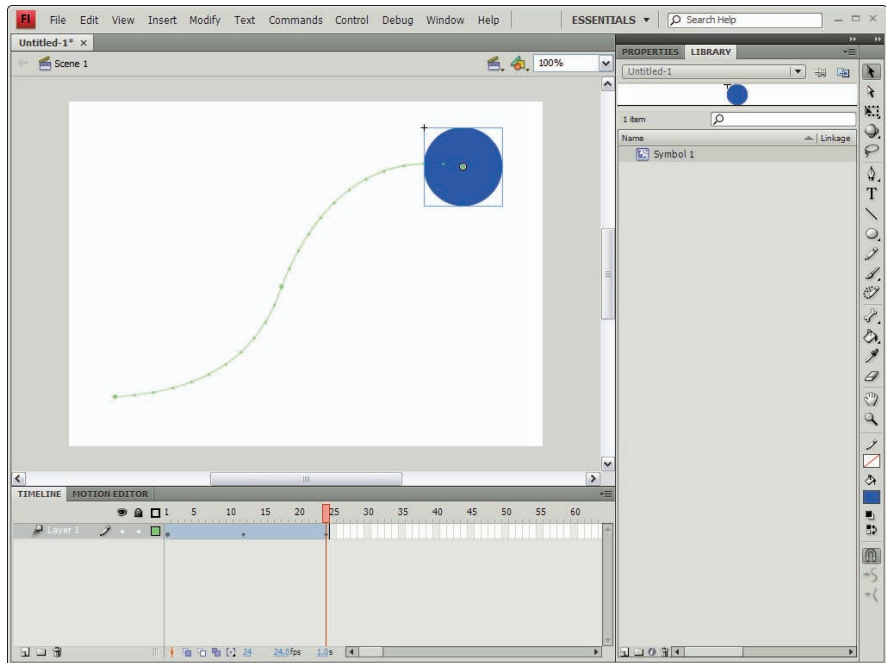 Fl File Edit View Insert Modify Text Commands Control Debug Window Help ESSENTIALS Search Help
Untitled-1*
Scene 1 100%
PROPERTIES LIBRARY
Untitled-1
1 item
Name Linkage
Symbol 1
T
TIMELINE MOTION EDITOR
1 5 10 15 20 25 30 35 40 45 50 55 60
Layer 1
24 24.0fps 1.0s